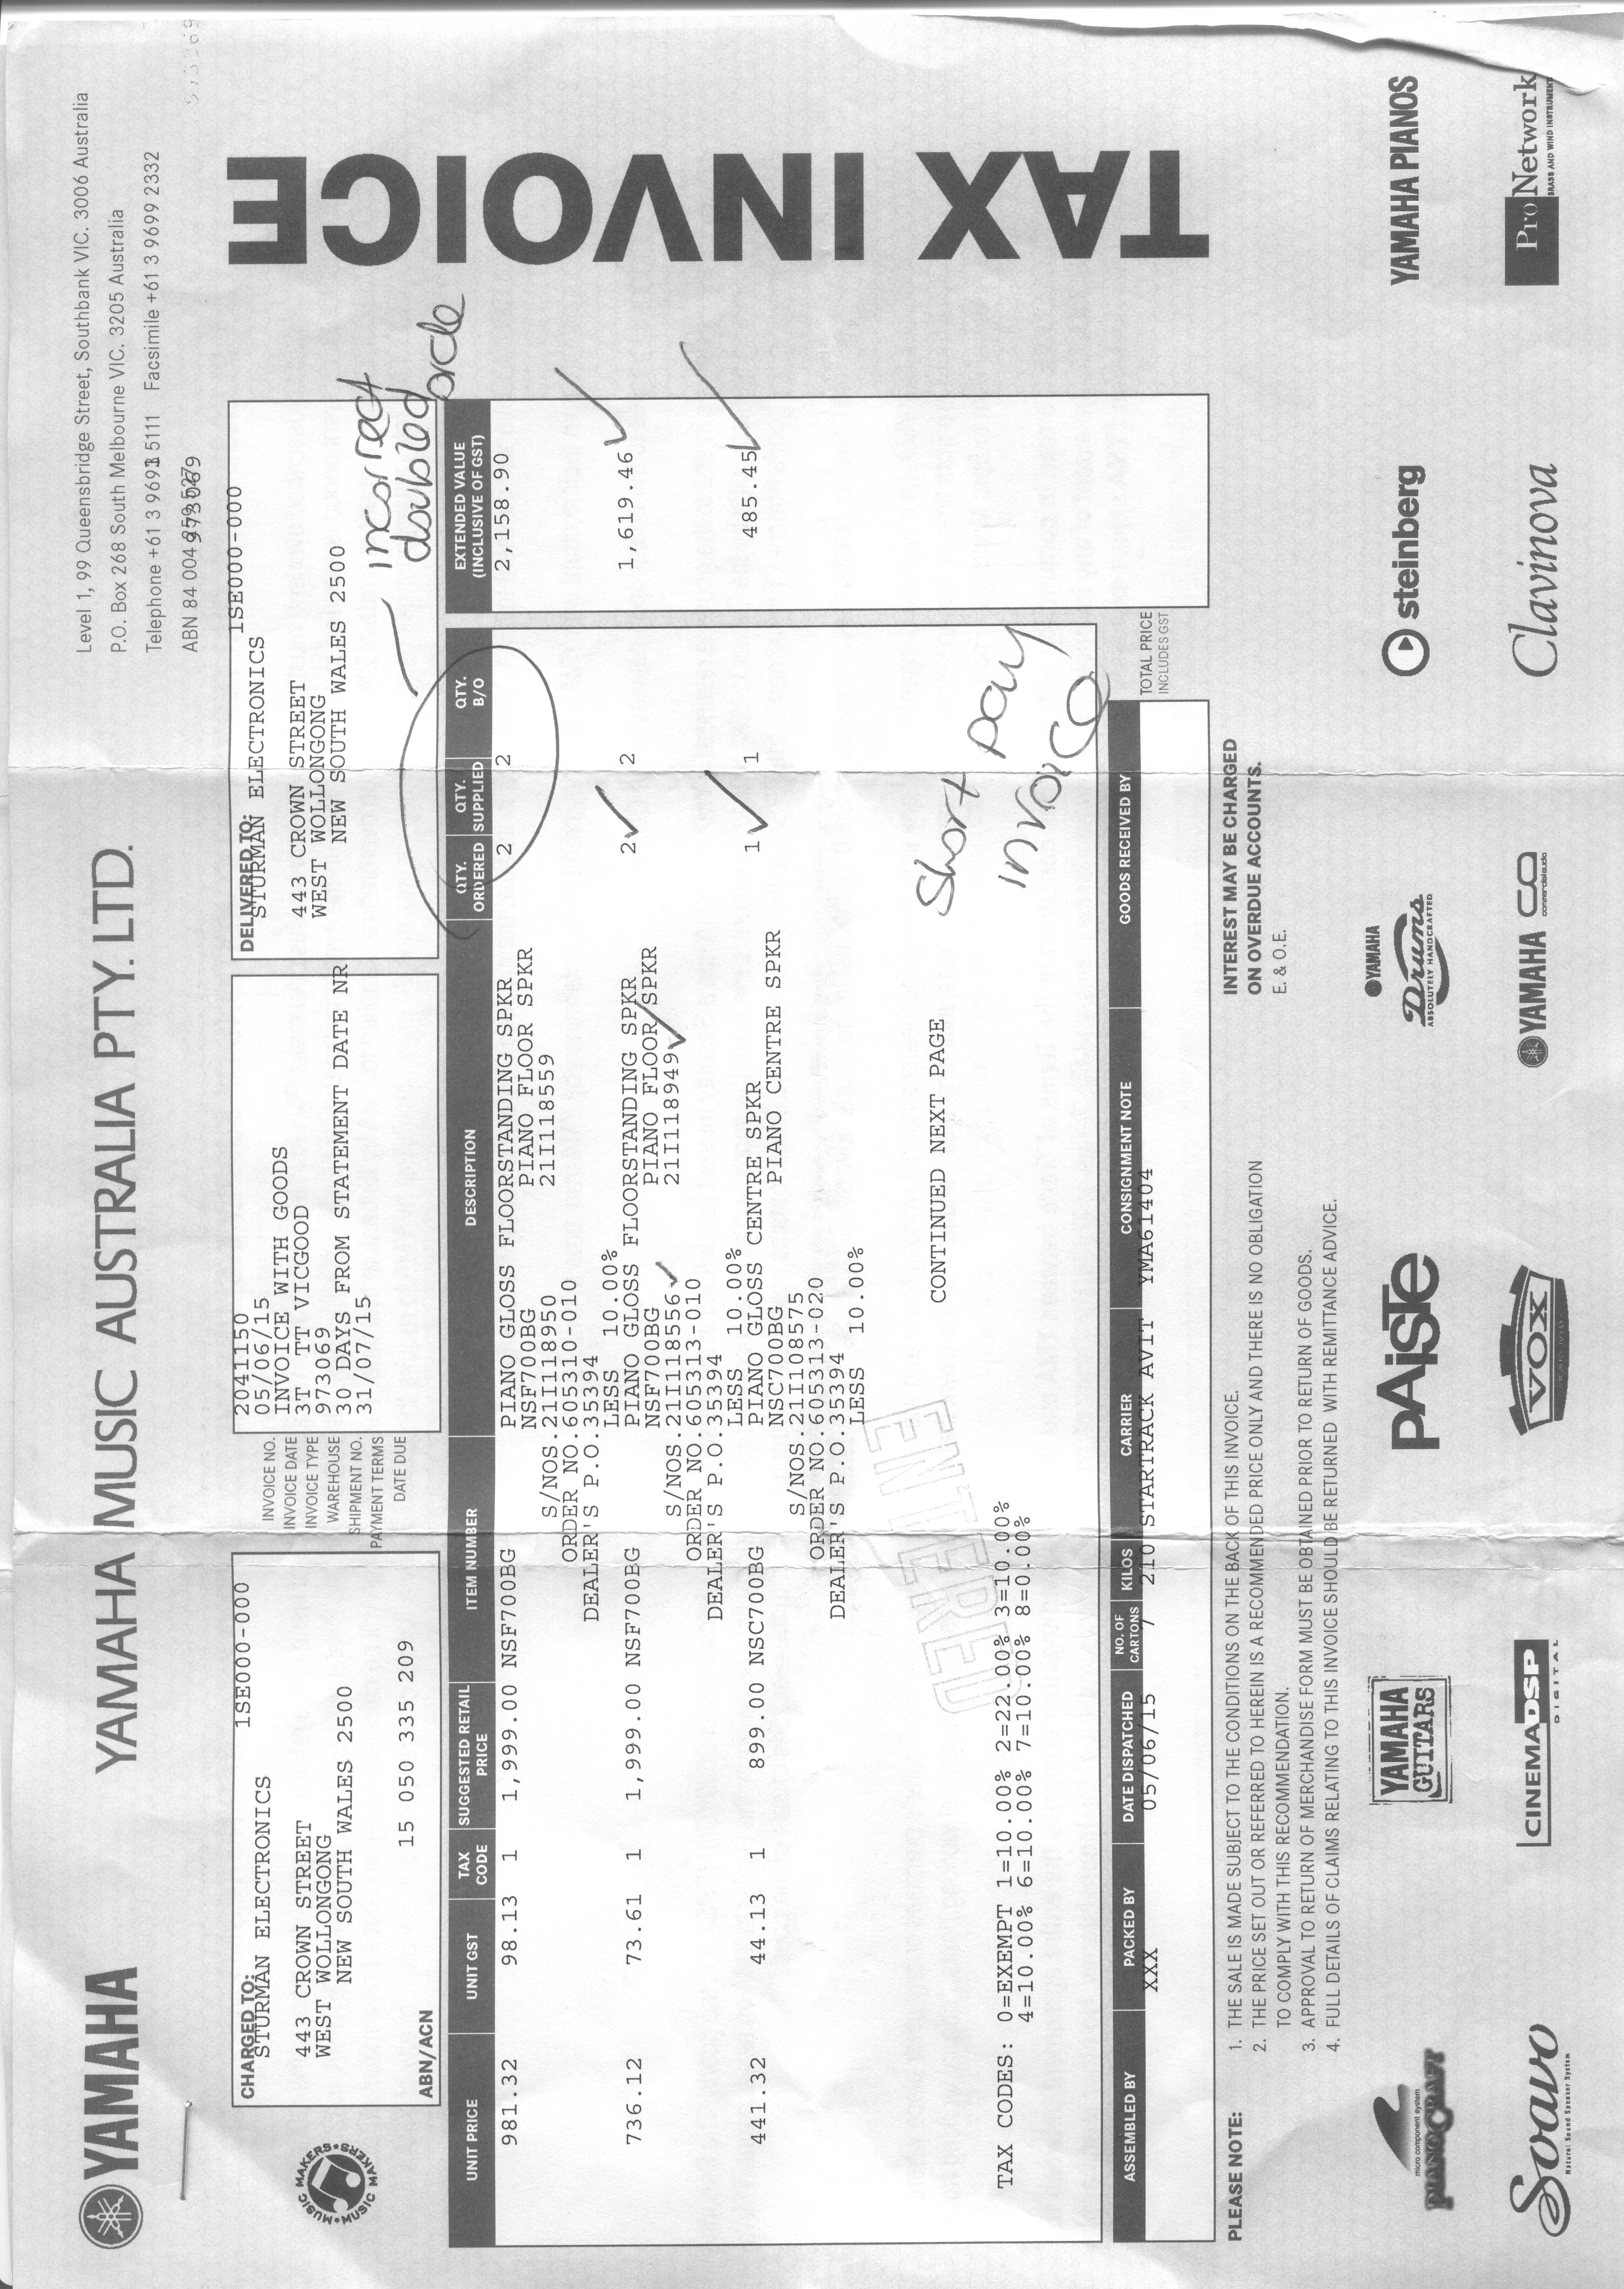 YAMAHA YAMAHA MUSIC AUSTRALIA PTY. LTD.
Level 1, 99 Queensbridge Street, Southbank VIC. 3006 Australia
P.O. Box 268 South Melbourne VIC. 3205 Australia
Telephone +61 3 9693 5111 Facsimile +61 3 9699 2332
ABN 84 004 259 527
973069
MUSIC MAKERS MUSIC MAKERS
TAX INVOICE
CHARGED TO: 1SE000-000
STURMAN ELECTRONICS
443 CROWN STREET
WEST WOLLONGONG
NEW SOUTH WALES 2500
ABN/ACN 15 050 335 209
INVOICE NO. 2041150
INVOICE DATE 05/06/15
INVOICE TYPE INVOICE WITH GOODS
WAREHOUSE 3T TT VICGOOD
SHIPMENT NO. 973069
PAYMENT TERMS 30 DAYS FROM STATEMENT DATE NR
DATE DUE 31/07/15
DELIVERED TO: 1SE000-000
STURMAN ELECTRONICS
443 CROWN STREET
WEST WOLLONGONG
NEW SOUTH WALES 2500
incorrect
doubled orde
UNIT PRICE UNIT GST TAX CODE SUGGESTED RETAIL PRICE ITEM NUMBER DESCRIPTION QTY. ORDERED QTY. SUPPLIED QTY. B/O EXTENDED VALUE (INCLUSIVE OF GST)
981.32 98.13 1 1,999.00 NSF700BG PIANO GLOSS FLOORSTANDING SPKR 2 2 2,158.90
NSF700BG PIANO FLOOR SPKR
S/NOS. 21I118950 21I118559
ORDER NO. 605310-010
DEALER'S P.O. 35394
LESS 10.00%
736.12 73.61 1 1,999.00 NSF700BG PIANO GLOSS FLOORSTANDING SPKR 2 2 1,619.46
NSF700BG PIANO FLOOR SPKR
S/NOS. 21I118556 21I118949
ORDER NO. 605313-010
DEALER'S P.O. 35394
LESS 10.00%
441.32 44.13 1 899.00 NSC700BG PIANO GLOSS CENTRE SPKR 1 1 485.45
NSC700BG PIANO CENTRE SPKR
S/NOS. 21I108575
ORDER NO. 605313-020
DEALER'S P.O. 35394
LESS 10.00%
ENTERED
CONTINUED NEXT PAGE
Short pay
invoice
TAX CODES: 0=EXEMPT 1=10.00% 2=22.00% 3=10.00%
4=10.00% 6=10.00% 7=10.00% 8=0.00%
TOTAL PRICE
INCLUDES GST
ASSEMBLED BY PACKED BY DATE DISPATCHED NO. OF CARTONS KILOS CARRIER CONSIGNMENT NOTE GOODS RECEIVED BY
XXX 05/06/15 7 210 STARTRACK AVIT YMA61404
PLEASE NOTE:
1. THE SALE IS MADE SUBJECT TO THE CONDITIONS ON THE BACK OF THIS INVOICE.
2. THE PRICE SET OUT OR REFERRED TO HEREIN IS A RECOMMENDED PRICE ONLY AND THERE IS NO OBLIGATION
TO COMPLY WITH THIS RECOMMENDATION.
3. APPROVAL TO RETURN OF MERCHANDISE FORM MUST BE OBTAINED PRIOR TO RETURN OF GOODS.
4. FULL DETAILS OF CLAIMS RELATING TO THIS INVOICE SHOULD BE RETURNED WITH REMITTANCE ADVICE.
INTEREST MAY BE CHARGED
ON OVERDUE ACCOUNTS.
E. & O.E.
micro component system
PIANOCRAFT
YAMAHA
GUITARS
PAiSTe
YAMAHA
Drums
ABSOLUTELY HANDCRAFTED
steinberg
YAMAHA PIANOS
Soavo
Natural Sound Speaker System
CINEMA DSP
DIGITAL
VOX
YAMAHA CA
commercial audio
Clavinova
Pro Network
BRASS AND WIND INSTRUMENT